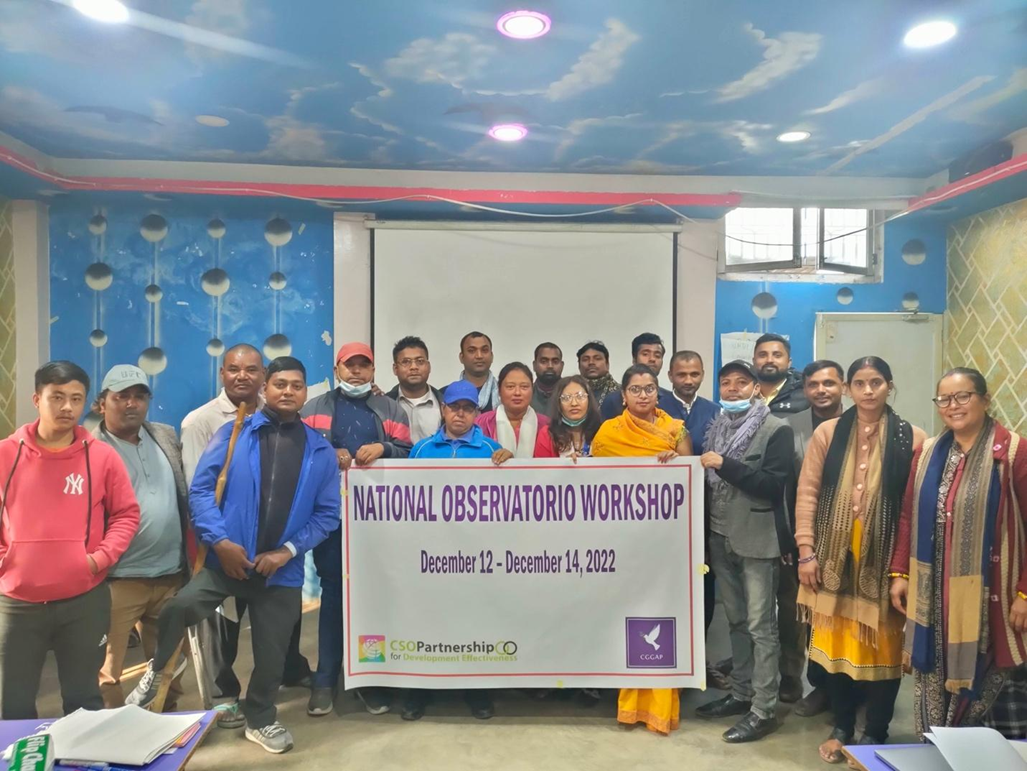 NATIONAL OBSERVATORIO WORKSHOP
December 12 – December 14, 2022
CSOPartnership
for Development Effectiveness
CGGAP
NY